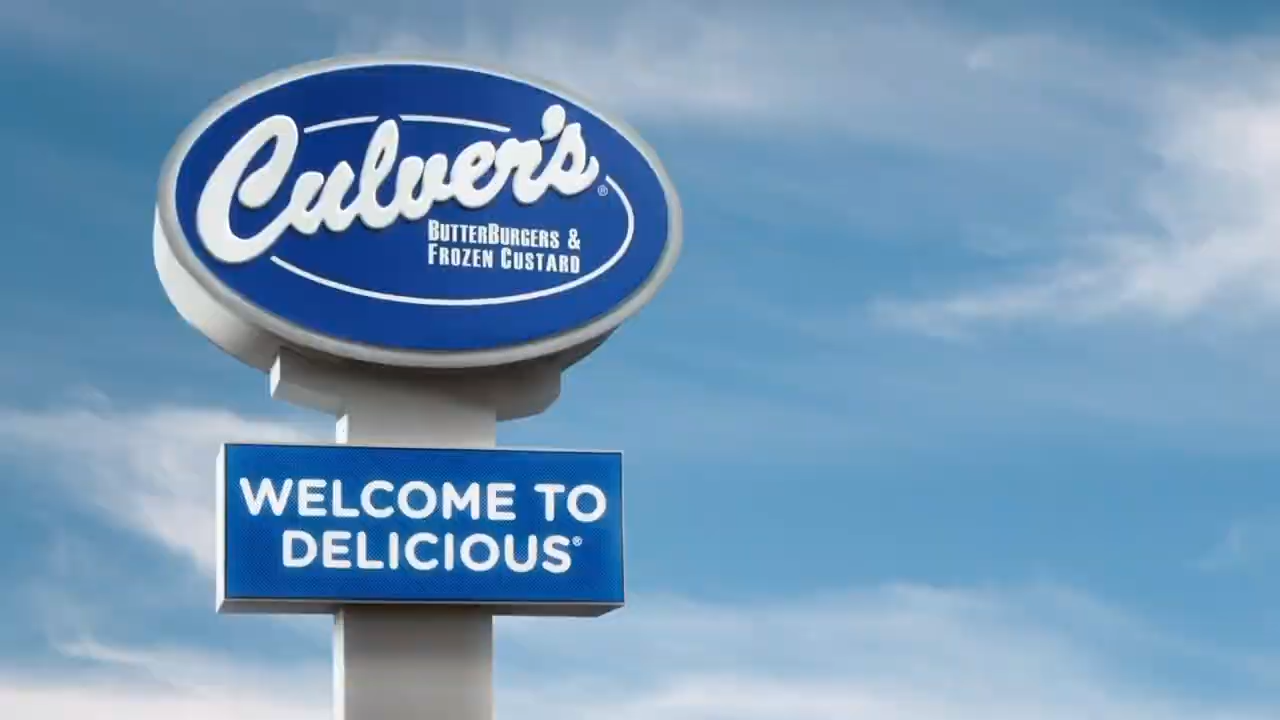 Culver's®
BUTTERBURGERS &
FROZEN CUSTARD
WELCOME TO
DELICIOUS®